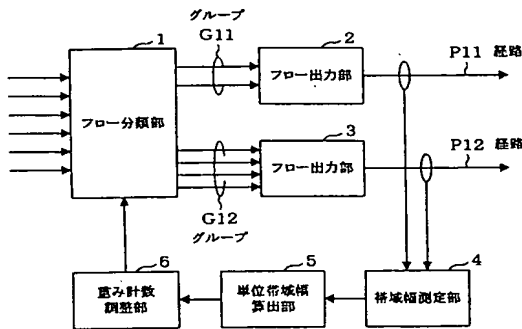 グループ
G11
1
フロー分類部
2
フロー出力部
P11 経路
3
フロー出力部
P12 経路
G12
グループ
6
重み計数
調整部
5
単位帯域幅
算出部
4
帯域幅測定部